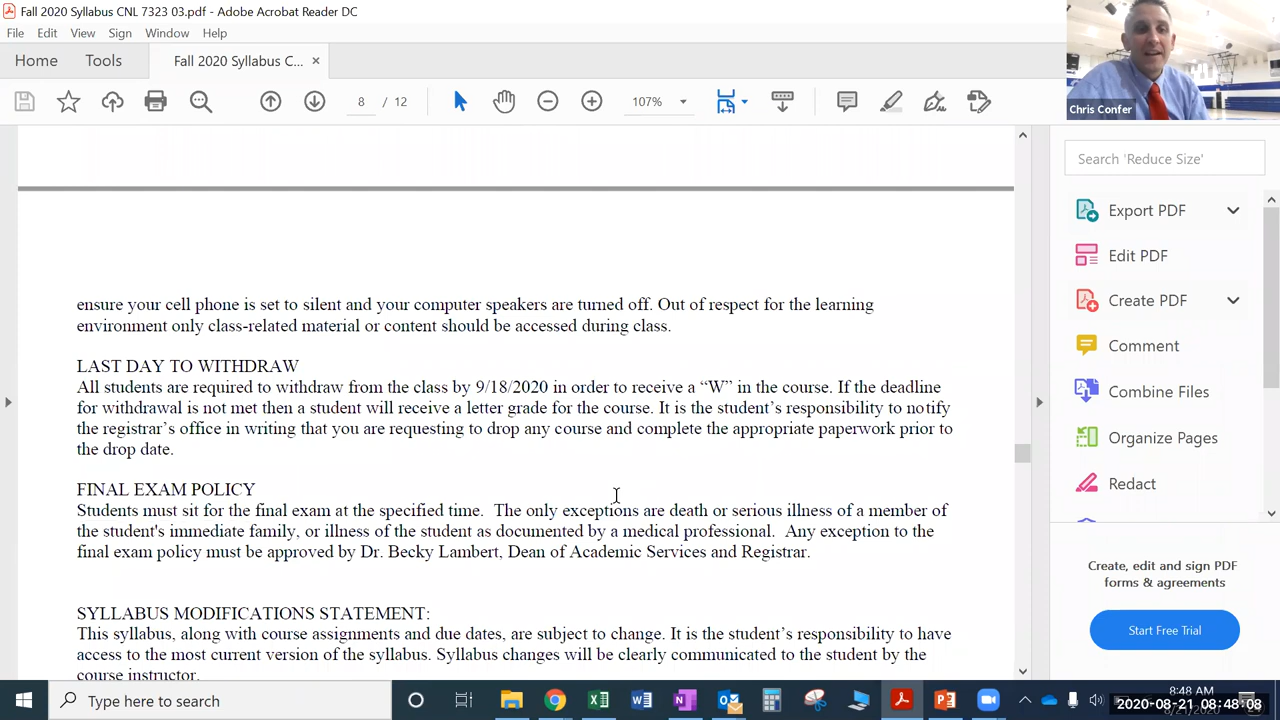 Fall 2020 Syllabus CNL 7323 03.pdf - Adobe Acrobat Reader DC
File Edit View Sign Window Help
Home Tools Fall 2020 Syllabus C... ×
8 / 12 107%
Chris Confer
Search 'Reduce Size'
Export PDF
Edit PDF
Create PDF
Comment
Combine Files
Organize Pages
Redact
Create, edit and sign PDF
forms & agreements
Start Free Trial
ensure your cell phone is set to silent and your computer speakers are turned off. Out of respect for the learning
environment only class-related material or content should be accessed during class.
LAST DAY TO WITHDRAW
All students are required to withdraw from the class by 9/18/2020 in order to receive a “W” in the course. If the deadline
for withdrawal is not met then a student will receive a letter grade for the course. It is the student’s responsibility to notify
the registrar’s office in writing that you are requesting to drop any course and complete the appropriate paperwork prior to
the drop date.
FINAL EXAM POLICY
Students must sit for the final exam at the specified time. The only exceptions are death or serious illness of a member of
the student's immediate family, or illness of the student as documented by a medical professional. Any exception to the
final exam policy must be approved by Dr. Becky Lambert, Dean of Academic Services and Registrar.
SYLLABUS MODIFICATIONS STATEMENT:
This syllabus, along with course assignments and due dates, are subject to change. It is the student’s responsibility to have
access to the most current version of the syllabus. Syllabus changes will be clearly communicated to the student by the
course instructor.
Type here to search
8:48 AM
2020-08-21 08:48:08